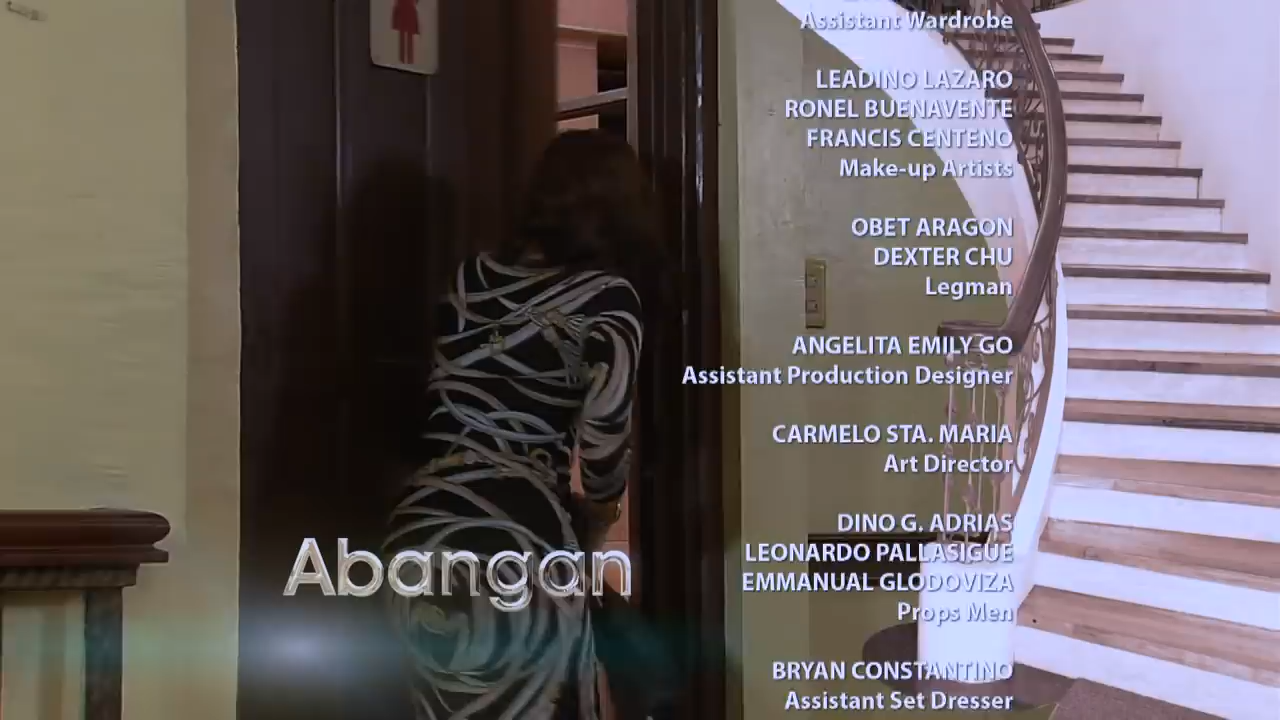 Assistant Wardrobe
LEADINO LAZARO
RONEL BUENAVENTE
FRANCIS CENTENO
Make-up Artists
OBET ARAGON
DEXTER CHU
Legman
ANGELITA EMILY GO
Assistant Production Designer
CARMELO STA. MARIA
Art Director
DINO G. ADRIAS
LEONARDO PALLASIGUE
EMMANUAL GLODOVIZA
Props Men
BRYAN CONSTANTINO
Assistant Set Dresser
Abangan